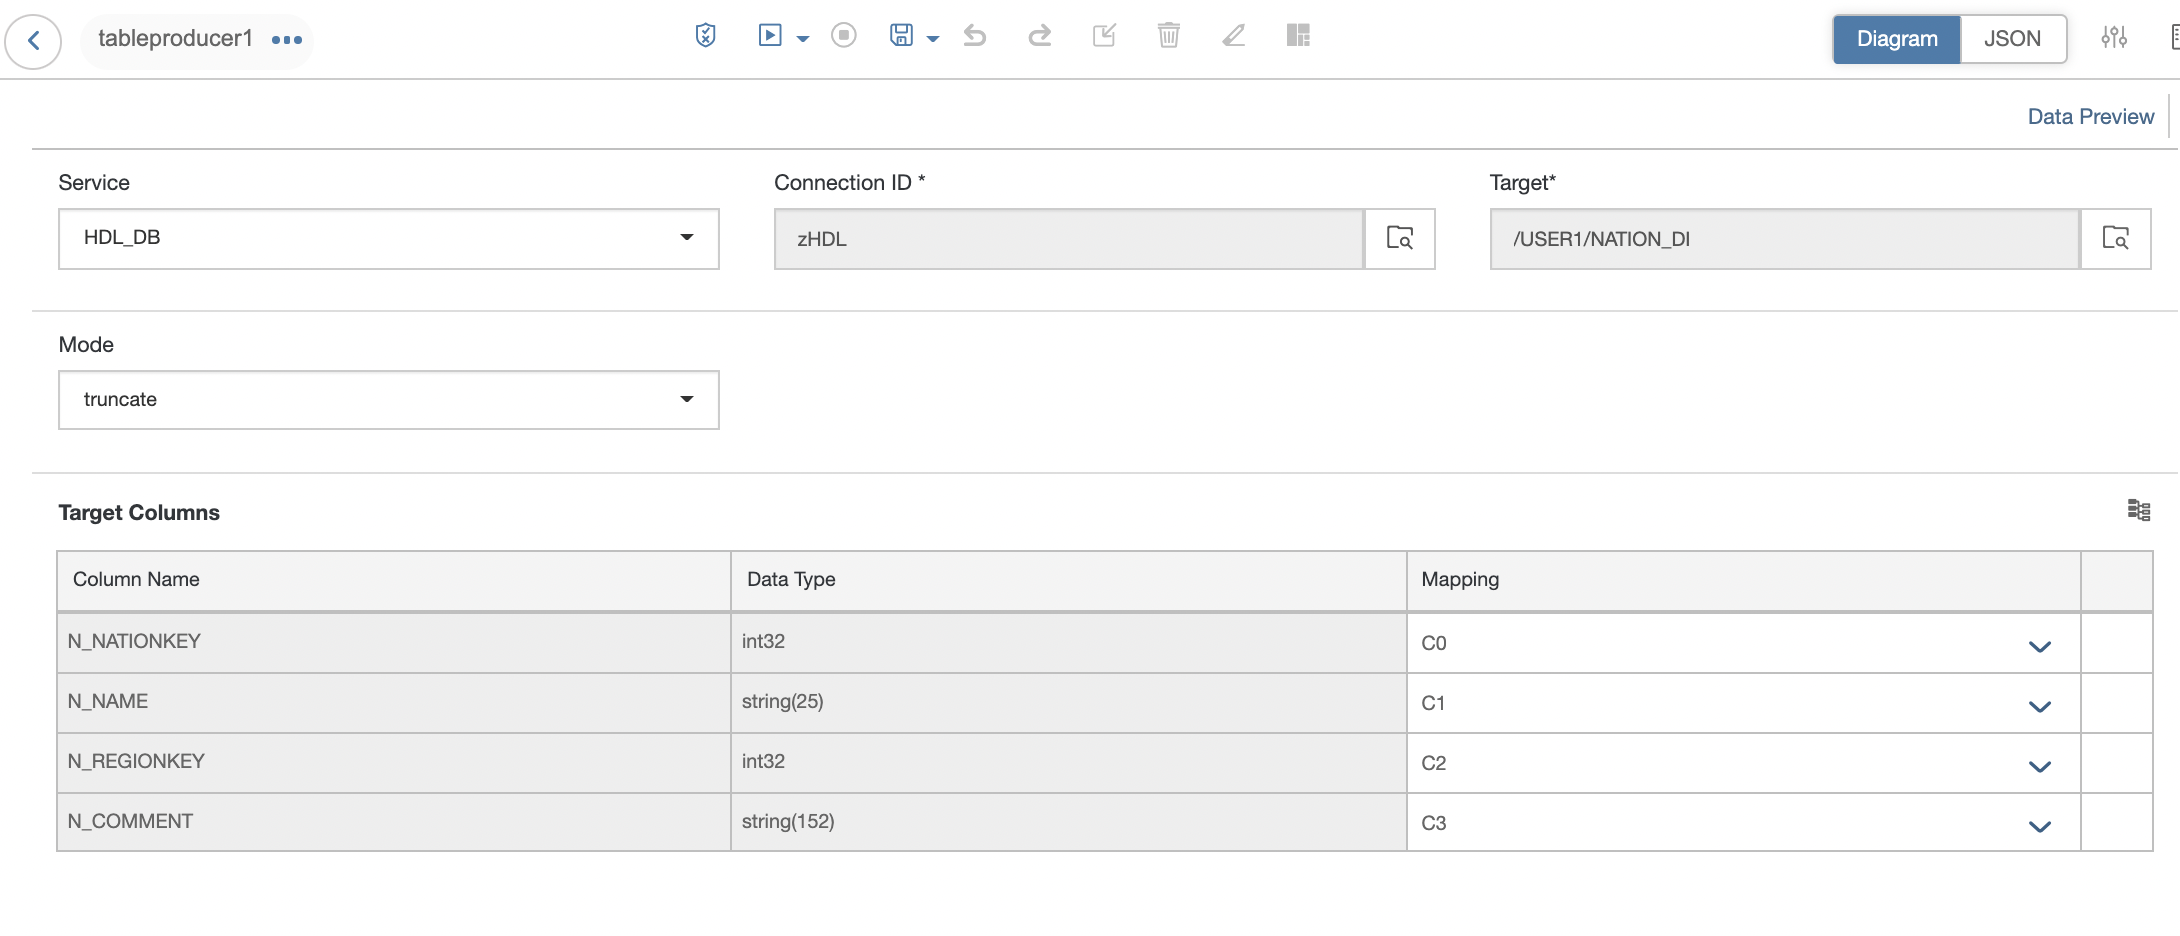 tableproducer1
Diagram JSON
Data Preview
Service Connection ID * Target*
HDL_DB zHDL /USER1/NATION_DI
Mode
truncate
Target Columns
Column Name Data Type Mapping
N_NATIONKEY int32 C0
N_NAME string(25) C1
N_REGIONKEY int32 C2
N_COMMENT string(152) C3